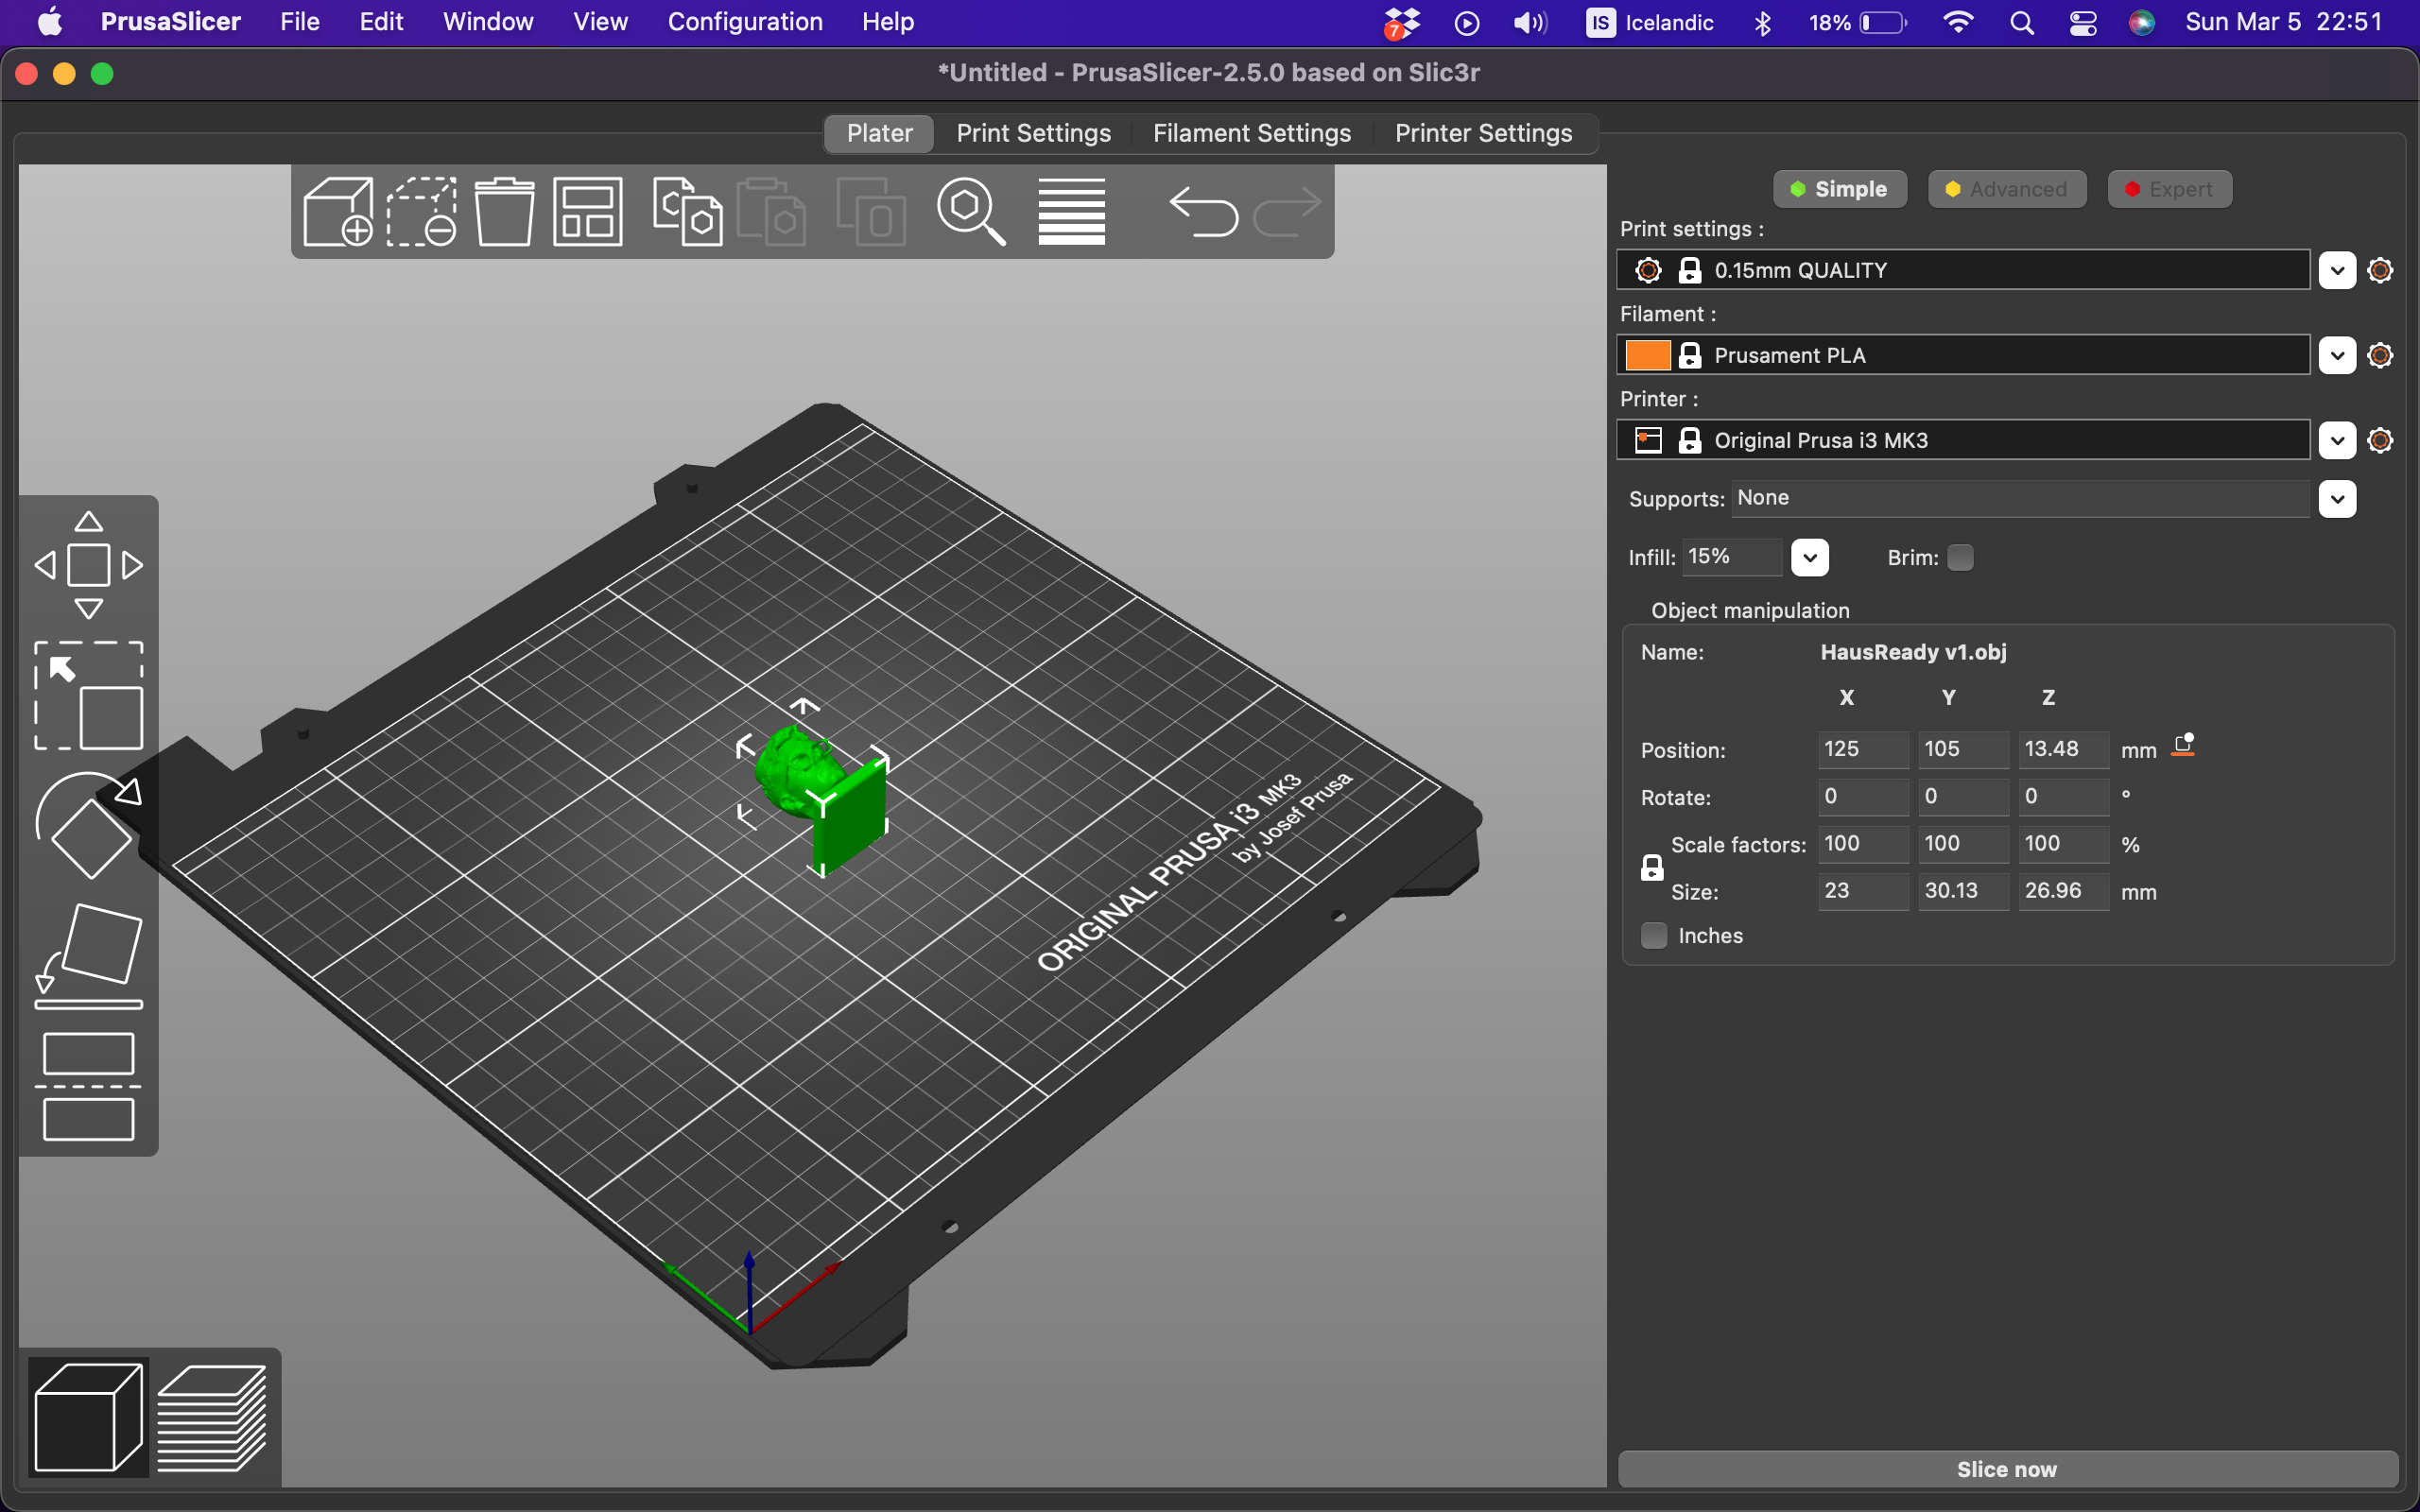 PrusaSlicer File Edit Window View Configuration Help 7 IS Icelandic 18% Sun Mar 5 22:51
*Untitled - PrusaSlicer-2.5.0 based on Slic3r
Plater Print Settings Filament Settings Printer Settings
Simple Advanced Expert
Print settings :
0.15mm QUALITY
Filament :
Prusament PLA
Printer :
Original Prusa i3 MK3
Supports: None
Infill: 15% Brim:
Object manipulation
Name: HausReady v1.obj
X Y Z
Position: 125 105 13.48 mm
Rotate: 0 0 0 °
Scale factors: 100 100 100 %
Size: 23 30.13 26.96 mm
Inches
ORIGINAL PRUSA i3 MK3
by Josef Prusa
Slice now